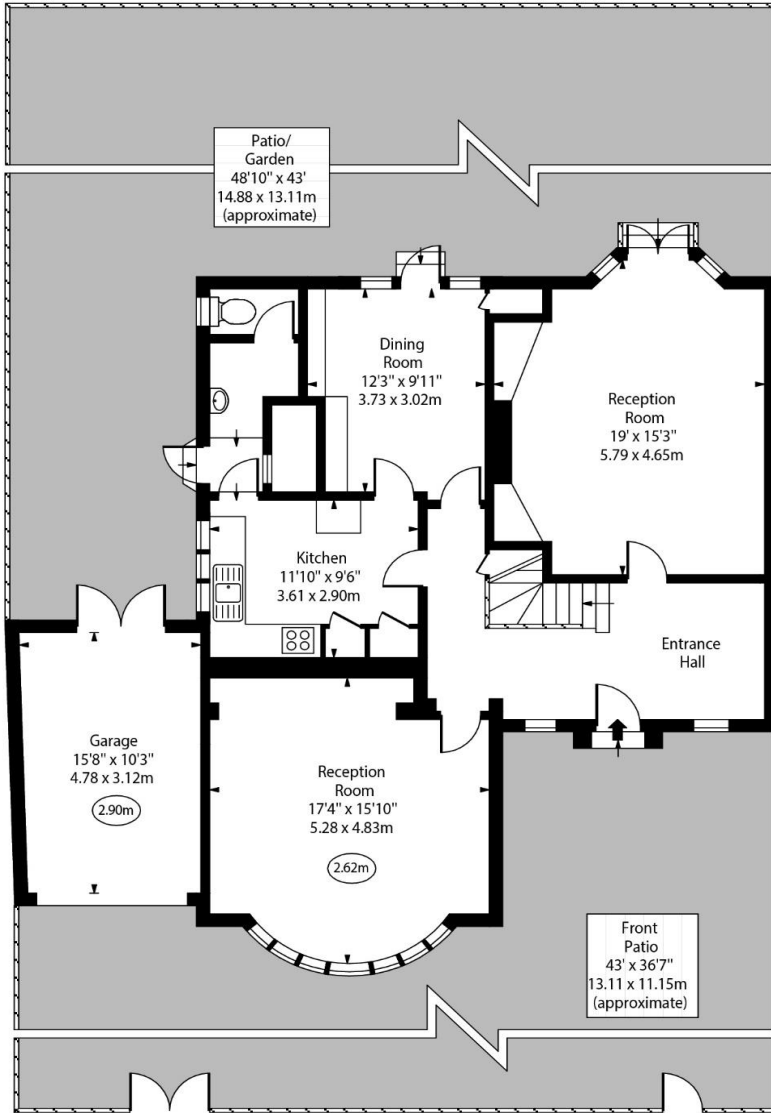 Patio/
Garden
48'10" x 43'
14.88 x 13.11m
(approximate)
Dining
Room
12'3" x 9'11"
3.73 x 3.02m
Reception
Room
19' x 15'3"
5.79 x 4.65m
Kitchen
11'10" x 9'6"
3.61 x 2.90m
Entrance
Hall
Garage
15'8" x 10'3"
4.78 x 3.12m
2.90m
Reception
Room
17'4" x 15'10"
5.28 x 4.83m
2.62m
Front
Patio
43' x 36'7"
13.11 x 11.15m
(approximate)